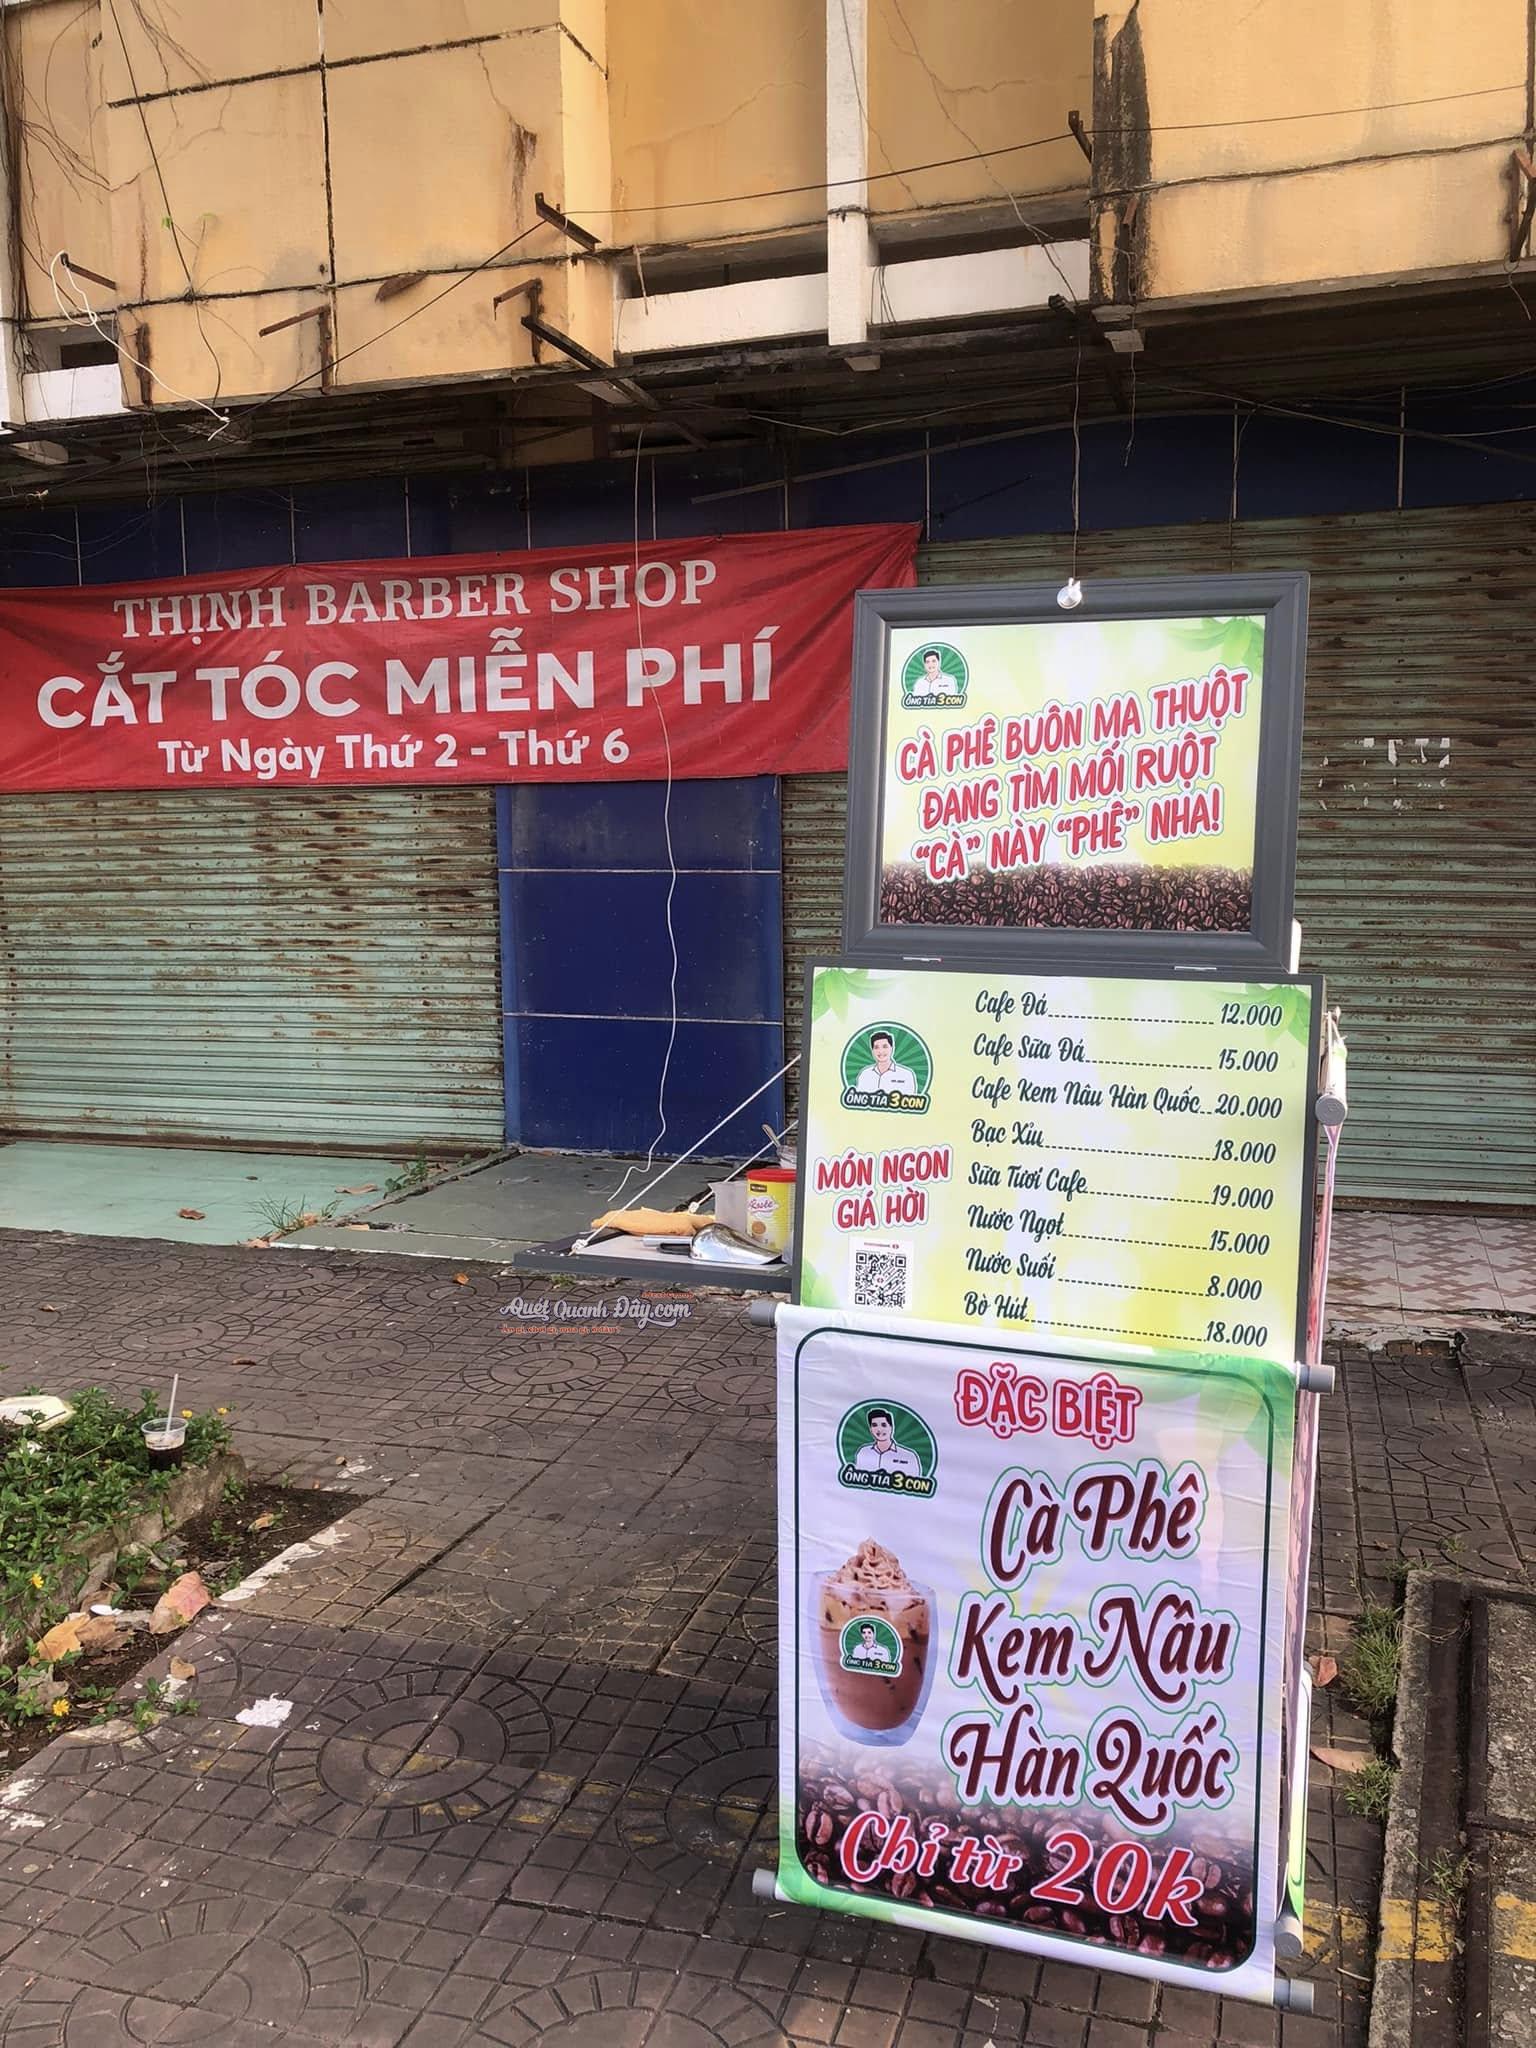 THỊNH BARBER SHOP
CẮT TÓC MIỄN PHÍ
Từ Ngày Thứ 2 - Thứ 6
ÔNG TÍA 3 CON
CÀ PHÊ BUÔN MA THUỘT
ĐANG TÌM MỐI RUỘT
"CÀ" NÀY "PHÊ" NHA!
ÔNG TÍA 3 CON
MÓN NGON
GIÁ HỜI
Cafe Đá 12.000
Cafe Sữa Đá 15.000
Cafe Kem Nâu Hàn Quốc 20.000
Bạc Xỉu 18.000
Sữa Tươi Cafe 19.000
Nước Ngọt 15.000
Nước Suối 8.000
Bò Hút 18.000
Quét Quanh Đây.com
ĐẶC BIỆT
ÔNG TÍA 3 CON
Cà Phê
Kem Nâu
Hàn Quốc
ÔNG TÍA 3 CON
Chỉ từ 20k